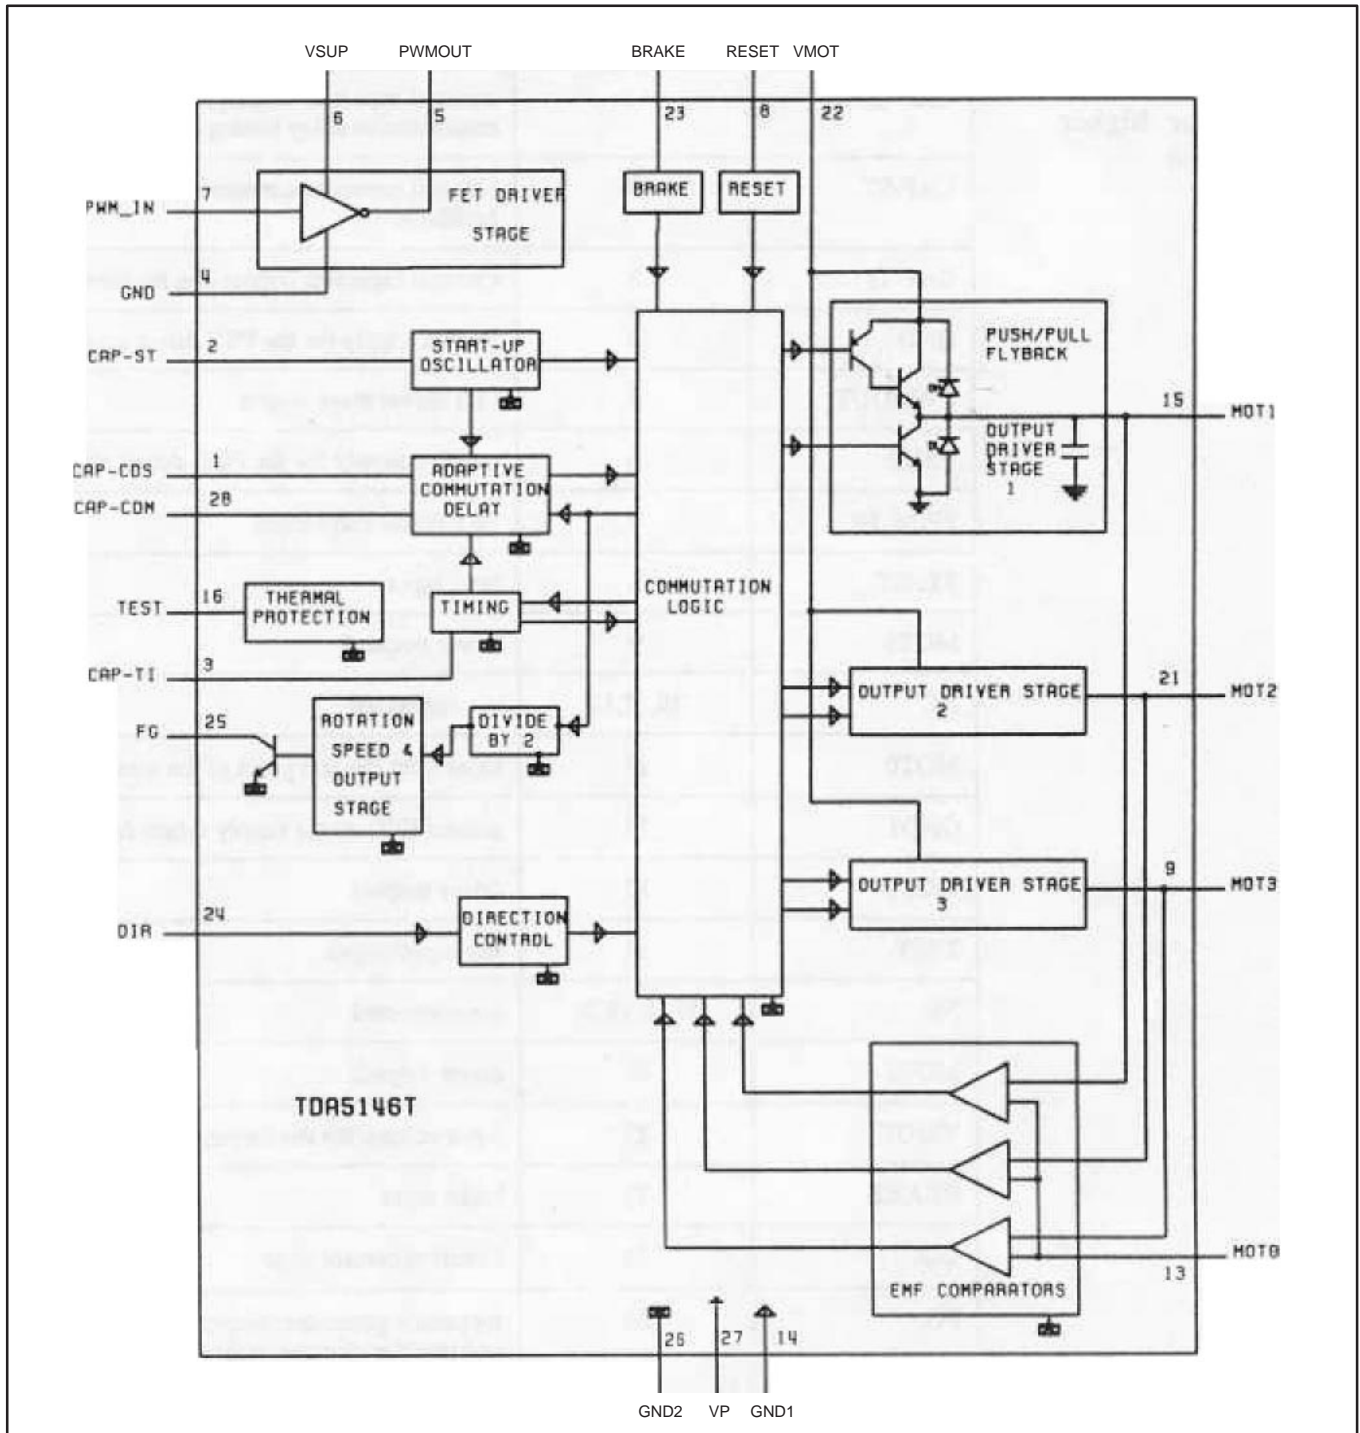 VSUP
PWMOUT
BRAKE
RESET
VMOT
6
5
23
8
22
PWM_IN
7
FET DRIVER
STAGE
BRAKE
RESET
4
GND
CAP-ST
2
START-UP
OSCILLATOR
PUSH/PULL
FLYBACK
15
MOT1
OUTPUT
DRIVER
STAGE
1
CAP-CDS
1
CAP-COM
28
ADAPTIVE
COMMUTATION
DELAY
COMMUTATION
LOGIC
TEST
16
THERMAL
PROTECTION
TIMING
CAP-TI
3
OUTPUT DRIVER STAGE
2
21
MOT2
FG
25
ROTATION
SPEED &
OUTPUT
STAGE
DIVIDE
BY 2
OUTPUT DRIVER STAGE
3
9
MOT3
DIR
24
DIRECTION
CONTROL
TDA5146T
EMF COMPARATORS
13
MOT0
26
27
14
GND2
VP
GND1